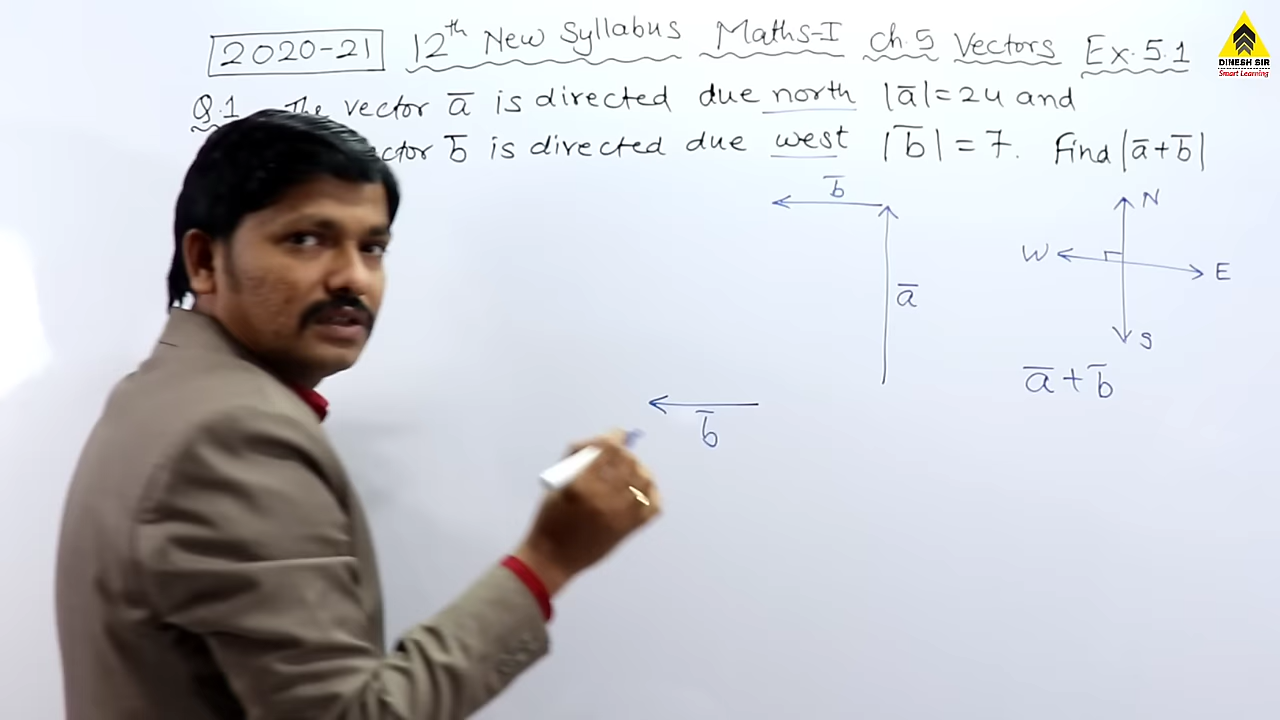 2020-21 12th New Syllabus Maths-I Ch.5 Vectors Ex.5.1
DINESH SIR
Smart Learning
Q.1 The vector a̅ is directed due north |a̅|=24 and
ctor b̅ is directed due west |b̅| = 7. Find |a̅+b̅|
b̅
N
W
E
a̅
S
a̅+b̅
b̅